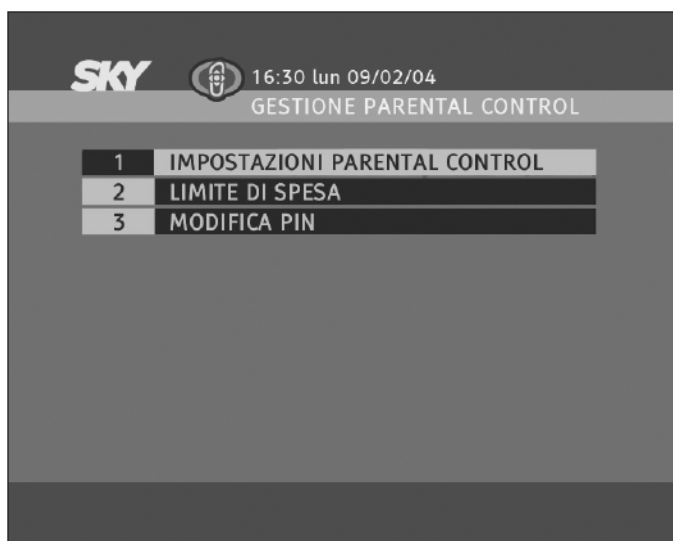 SKY 16:30 lun 09/02/04
GESTIONE PARENTAL CONTROL
1 IMPOSTAZIONI PARENTAL CONTROL
2 LIMITE DI SPESA
3 MODIFICA PIN